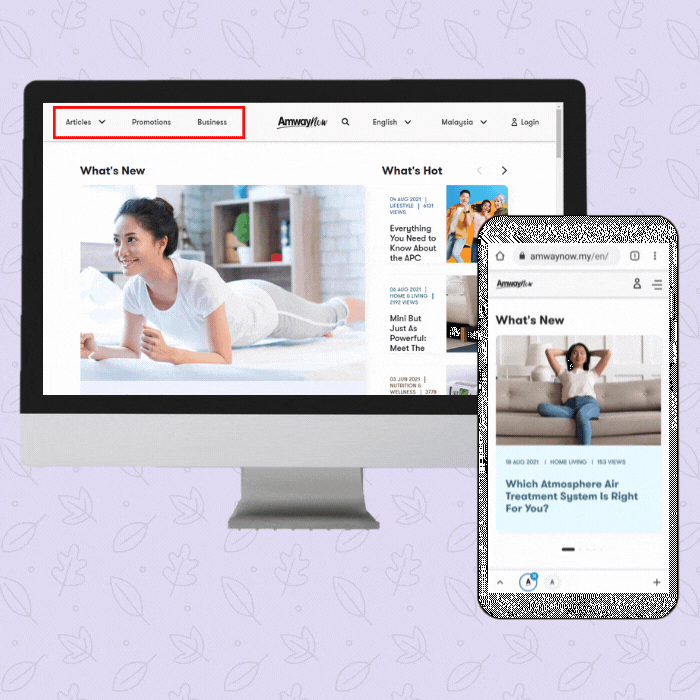 Articles Promotions Business AmwayNow English Malaysia Login
What's New
What's Hot
04 AUG 2021 |
LIFESTYLE | 6101
VIEWS
Everything
You Need to
Know About
the APC
06 AUG 2021 |
HOME & LIVING |
2192 VIEWS
Mini But
Just As
Powerful:
Meet The
03 JUN 2021 |
NUTRITION &
WELLNESS | 3778
amwaynow.my/en/
1
AmwayNow
What's New
18 AUG 2021 | HOME LIVING | 153 VIEWS
Which Atmosphere Air
Treatment System Is Right
For You?
A A